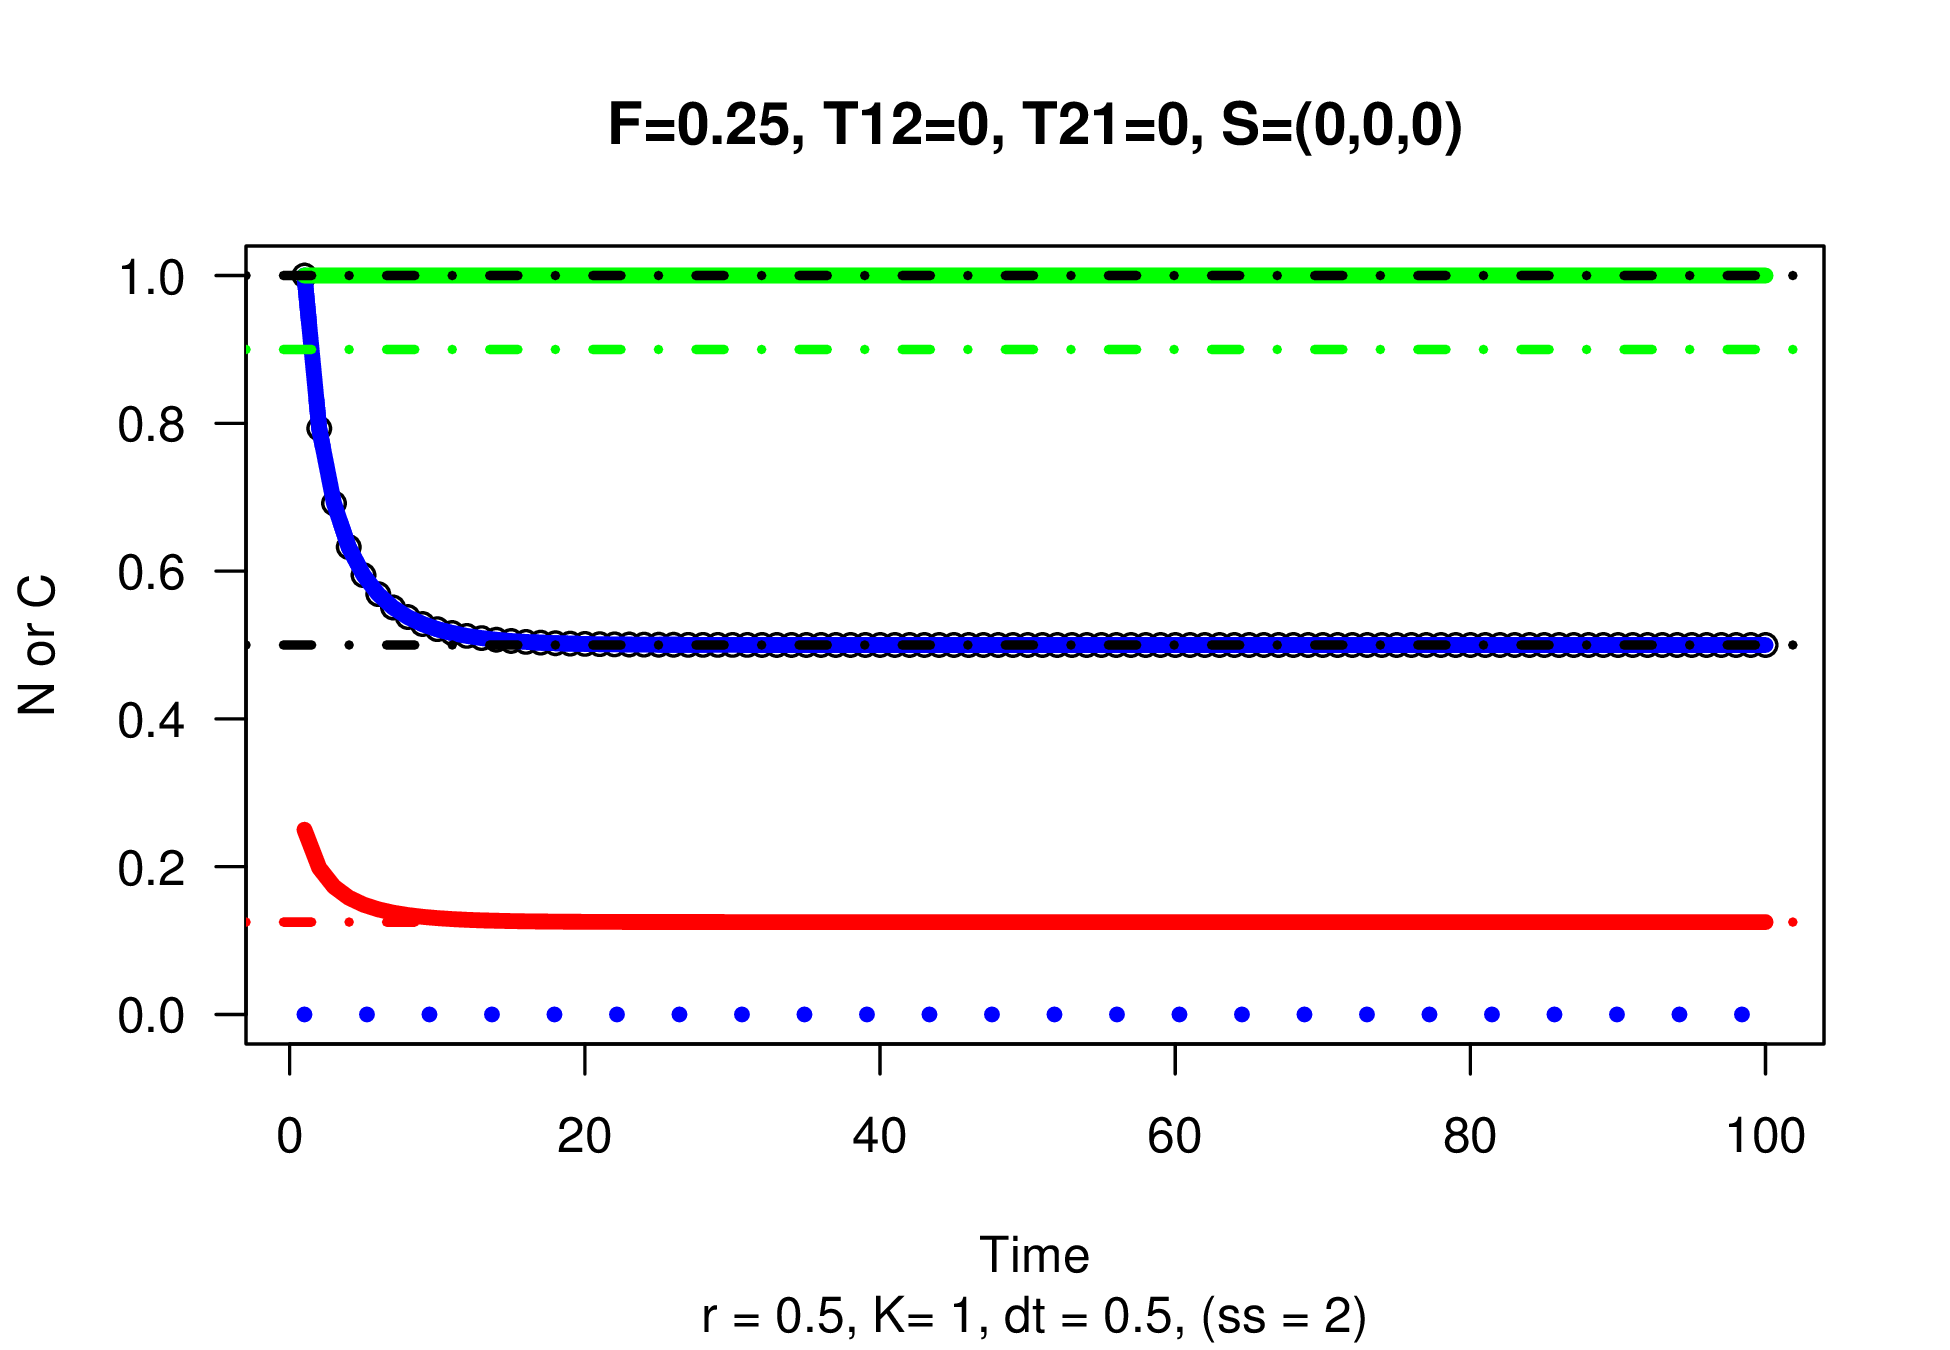 F=0.25, T12=0, T21=0, S=(0,0,0)
N or C
1.0
0.8
0.6
0.4
0.2
0.0
0 20 40 60 80 100
Time
r = 0.5, K= 1, dt = 0.5, (ss = 2)